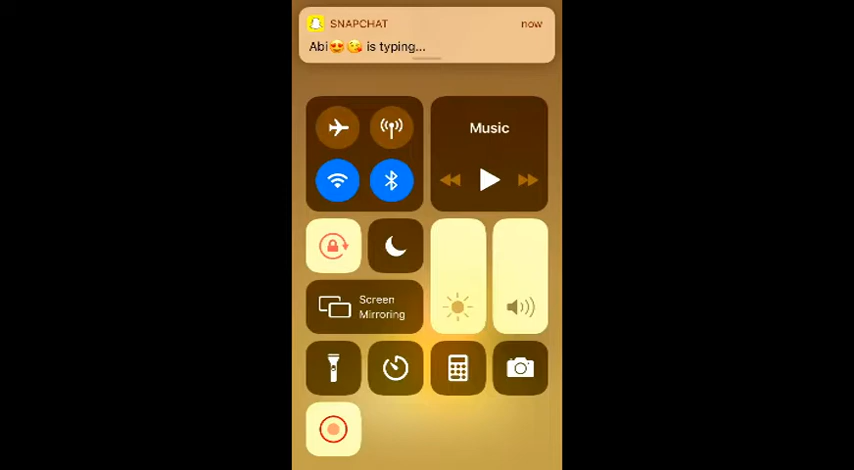 SNAPCHAT now
Abi😍😘 is typing...
Music
Screen
Mirroring